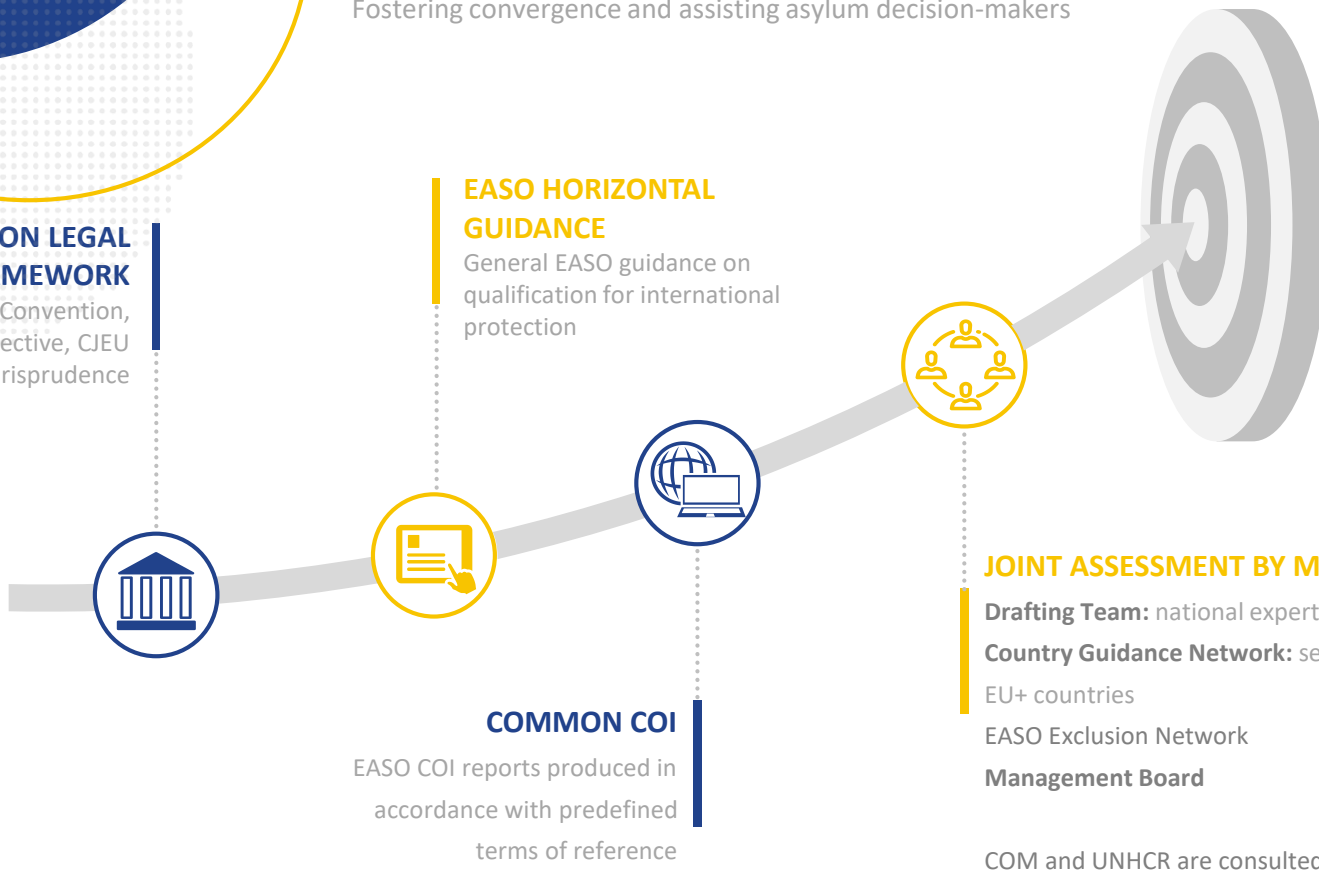 Fostering convergence and assisting asylum decision-makers
ON LEGAL
MEWORK
Convention,
ective, CJEU
risprudence
EASO HORIZONTAL
GUIDANCE
General EASO guidance on
qualification for international
protection
COMMON COI
EASO COI reports produced in
accordance with predefined
terms of reference
JOINT ASSESSMENT BY M
Drafting Team: national expert
Country Guidance Network: se
EU+ countries
EASO Exclusion Network
Management Board
COM and UNHCR are consulted